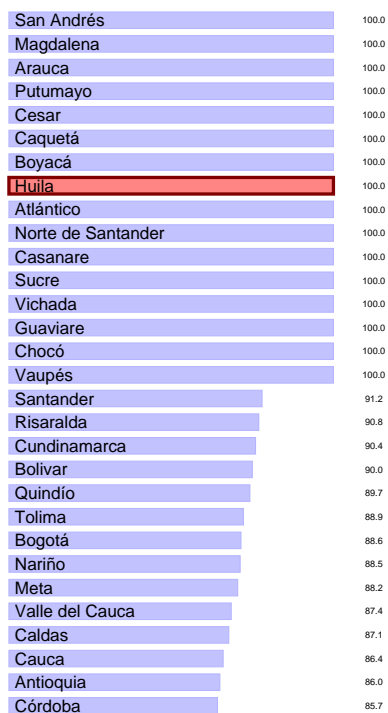 San Andrés 100.0
Magdalena 100.0
Arauca 100.0
Putumayo 100.0
Cesar 100.0
Caquetá 100.0
Boyacá 100.0
Huila 100.0
Atlántico 100.0
Norte de Santander 100.0
Casanare 100.0
Sucre 100.0
Vichada 100.0
Guaviare 100.0
Chocó 100.0
Vaupés 100.0
Santander 91.2
Risaralda 90.8
Cundinamarca 90.4
Bolivar 90.0
Quindío 89.7
Tolima 88.9
Bogotá 88.6
Nariño 88.5
Meta 88.2
Valle del Cauca 87.4
Caldas 87.1
Cauca 86.4
Antioquia 86.0
Córdoba 85.7